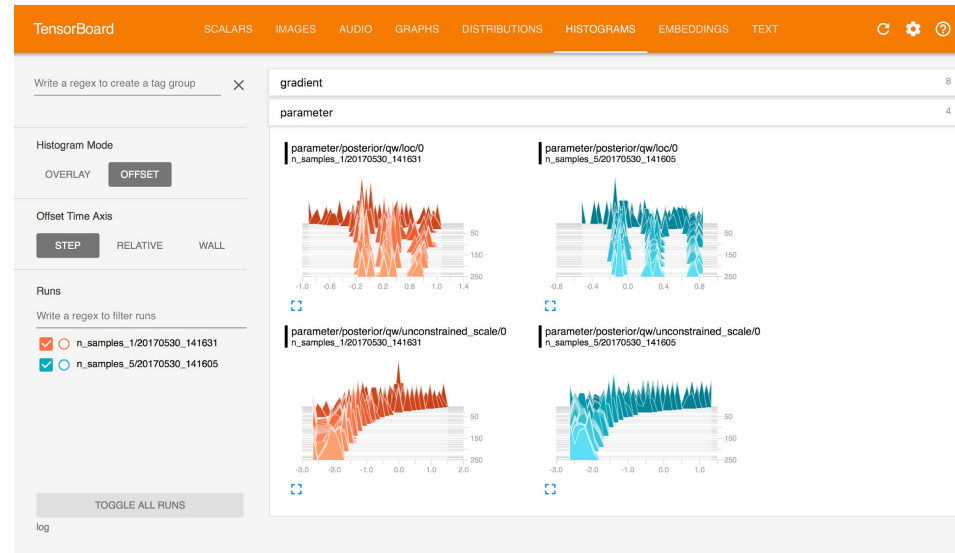 TensorBoard SCALARS IMAGES AUDIO GRAPHS DISTRIBUTIONS HISTOGRAMS EMBEDDINGS TEXT
Write a regex to create a tag group
Histogram Mode
OVERLAY OFFSET
Offset Time Axis
STEP RELATIVE WALL
Runs
Write a regex to filter runs
n_samples_1/20170530_141631
n_samples_5/20170530_141605
TOGGLE ALL RUNS
log
gradient 8
parameter 4
parameter/posterior/qw/loc/0
n_samples_1/20170530_141631
50
150
250
-1.0 -0.6 -0.2 0.2 0.6 1.0 1.4
parameter/posterior/qw/loc/0
n_samples_5/20170530_141605
50
150
250
-0.8 -0.4 0.0 0.4 0.8
parameter/posterior/qw/unconstrained_scale/0
n_samples_1/20170530_141631
50
150
250
-3.0 -2.0 -1.0 0.0 1.0 2.0
parameter/posterior/qw/unconstrained_scale/0
n_samples_5/20170530_141605
50
150
250
-3.0 -2.0 -1.0 0.0 1.0